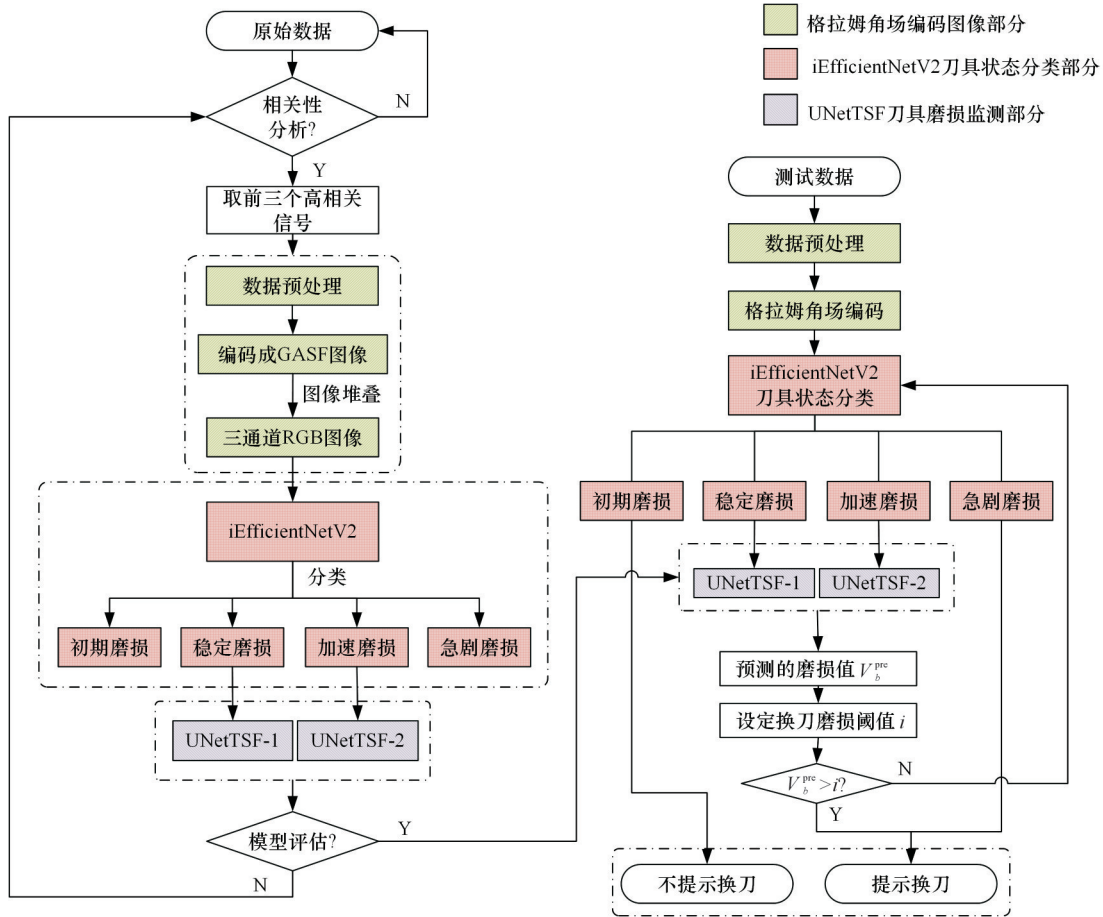 格拉姆角场编码图像部分
iEfficientNetV2刀具状态分类部分
UNetTSF刀具磨损监测部分
原始数据
相关性
分析?
N
Y
取前三个高相关
信号
数据预处理
编码成GASF图像
图像堆叠
三通道RGB图像
iEfficientNetV2
分类
初期磨损
稳定磨损
加速磨损
急剧磨损
UNetTSF-1
UNetTSF-2
模型评估?
Y
N
测试数据
数据预处理
格拉姆角场编码
iEfficientNetV2
刀具状态分类
初期磨损
稳定磨损
加速磨损
急剧磨损
UNetTSF-1
UNetTSF-2
预测的磨损值 V_b^pre
设定换刀磨损阈值 i
V_b^pre>i?
N
Y
不提示换刀
提示换刀